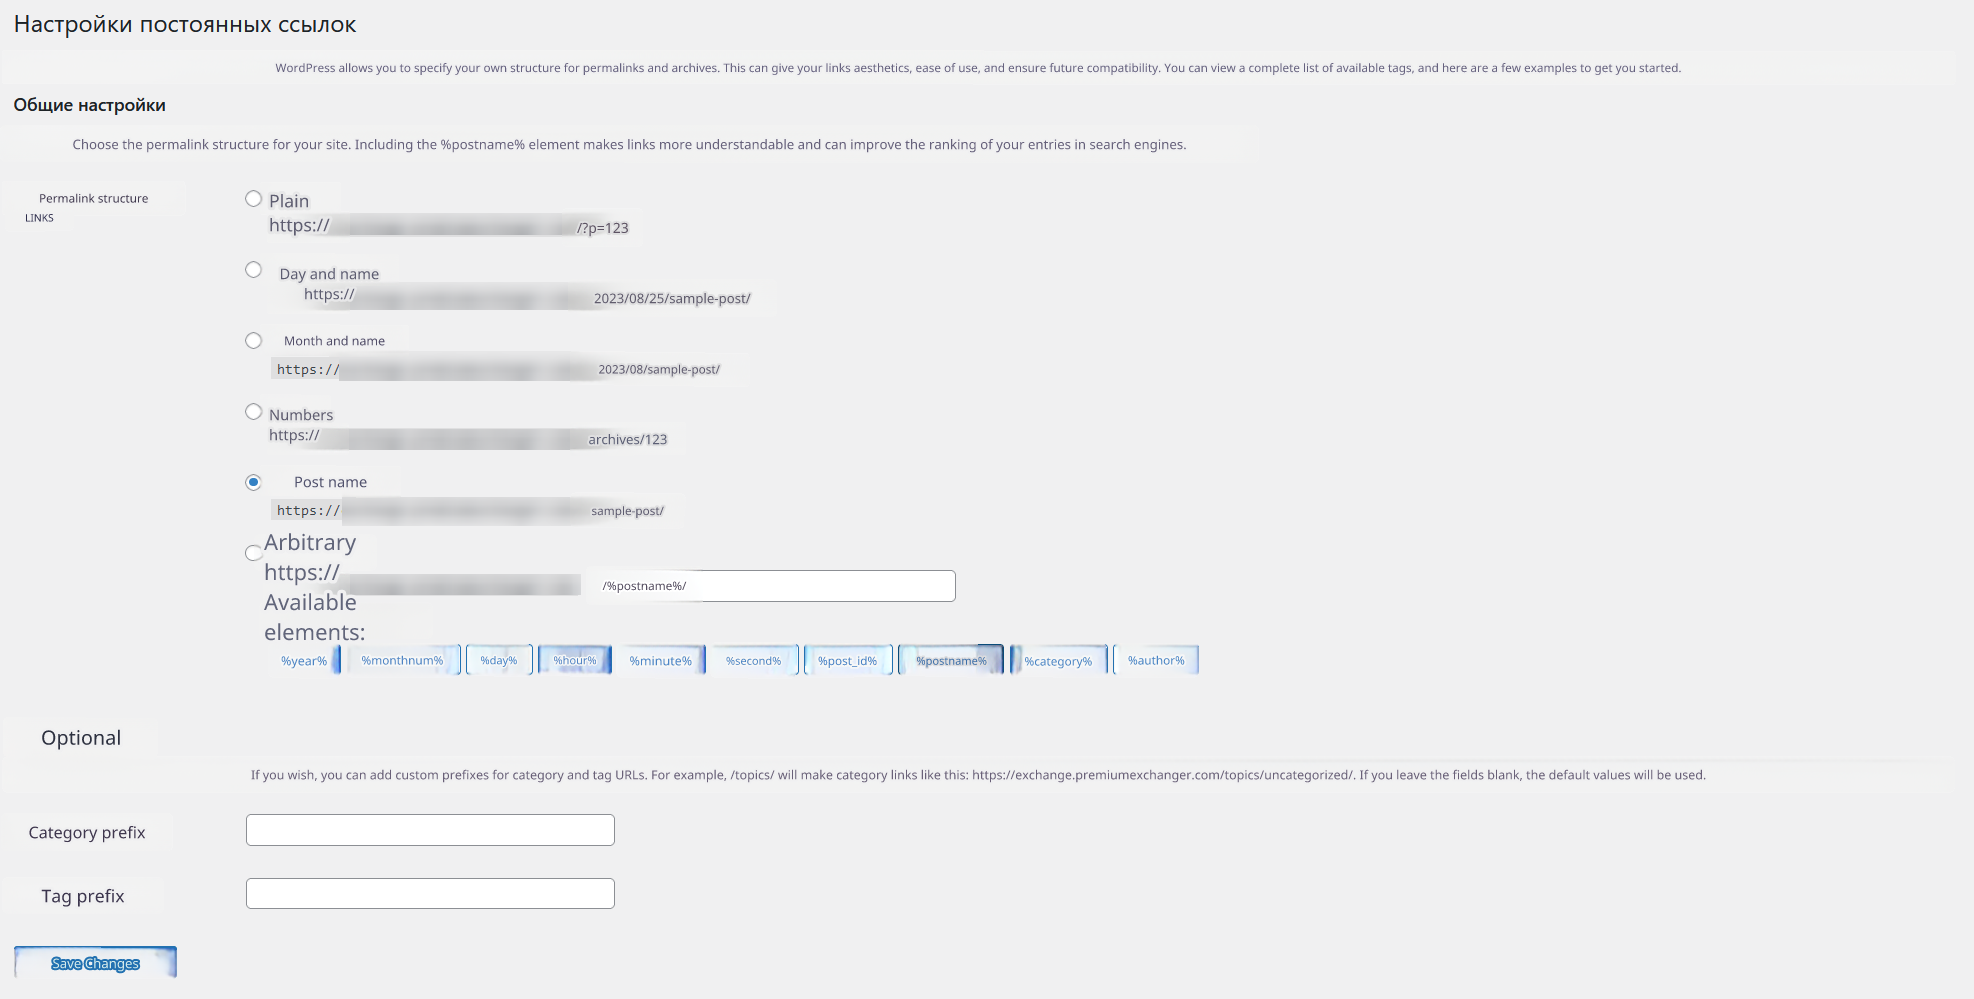 Настройки постоянных ссылок
WordPress allows you to specify your own structure for permalinks and archives. This can give your links aesthetics, ease of use, and ensure future compatibility. You can view a complete list of available tags, and here are a few examples to get you started.
Общие настройки
Choose the permalink structure for your site. Including the %postname% element makes links more understandable and can improve the ranking of your entries in search engines.
Permalink structure
LINKS
Plain
https:// /?p=123
Day and name
https:// 2023/08/25/sample-post/
Month and name
https:// 2023/08/sample-post/
Numbers
https:// archives/123
Post name
https:// sample-post/
Arbitrary
https:// /%postname%/
Available
elements:
%year% %monthnum% %day% %hour% %minute% %second% %post_id% %postname% %category% %author%
Optional
If you wish, you can add custom prefixes for category and tag URLs. For example, /topics/ will make category links like this: https://exchange.premiumexchanger.com/topics/uncategorized/. If you leave the fields blank, the default values will be used.
Category prefix
Tag prefix
Save Changes